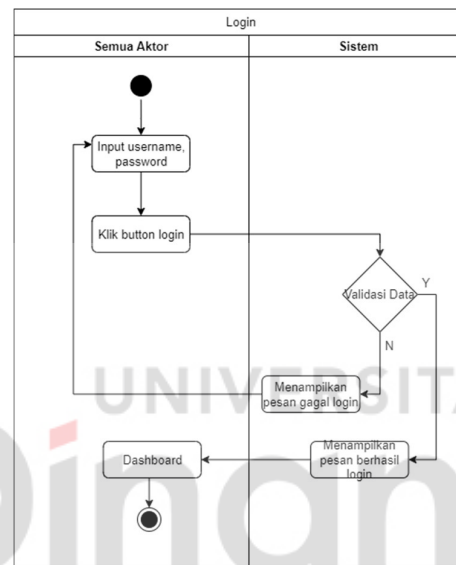 Login
Semua Aktor
Sistem
Input username,
password
Klik button login
Validasi Data
Y
N
Menampilkan
pesan gagal login
Dashboard
Menampilkan
pesan berhasil
login
UNIVERSITA
Dinam